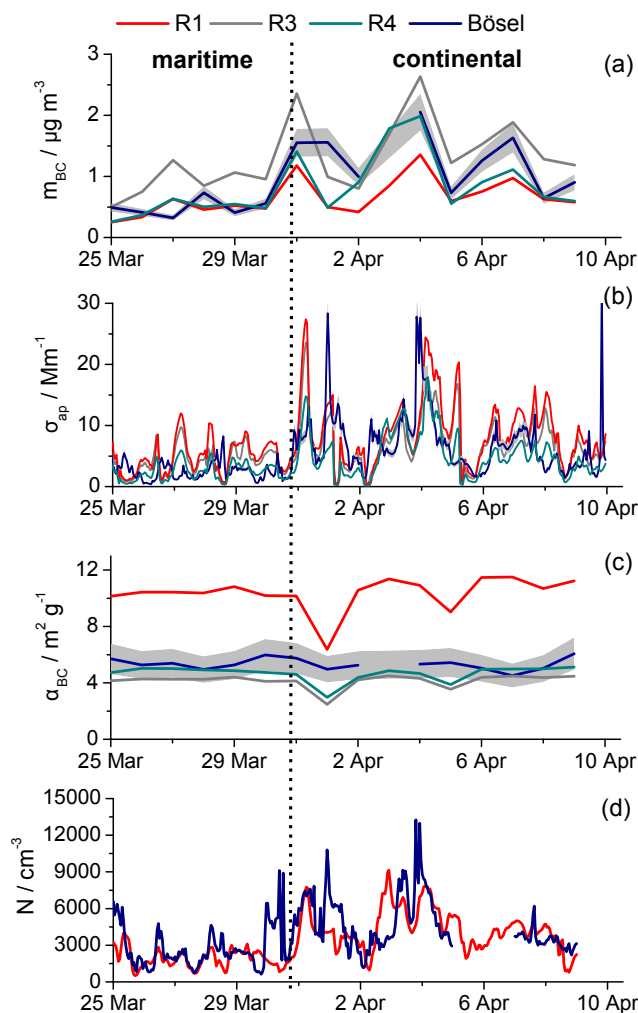 R1 R3 R4 Bösel
maritime continental (a)
m_BC / µg m⁻³
3
2
1
0
25 Mar 29 Mar 2 Apr 6 Apr 10 Apr
(b)
σ_ap / Mm⁻¹
30
20
10
0
25 Mar 29 Mar 2 Apr 6 Apr 10 Apr
(c)
α_BC / m² g⁻¹
12
8
4
0
25 Mar 29 Mar 2 Apr 6 Apr 10 Apr
(d)
N / cm⁻³
15000
12000
9000
6000
3000
0
25 Mar 29 Mar 2 Apr 6 Apr 10 Apr